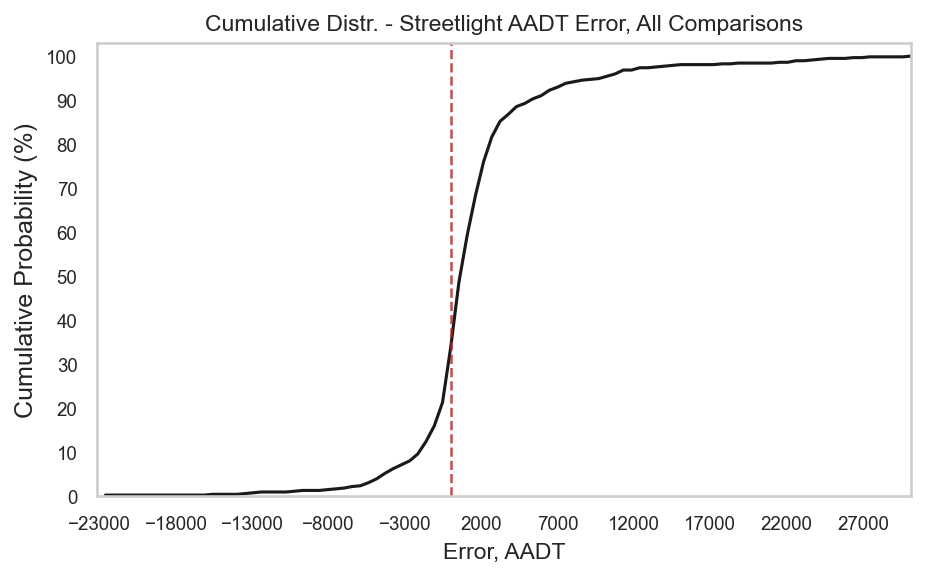 Cumulative Distr. - Streetlight AADT Error, All Comparisons
Cumulative Probability (%)
100
90
80
70
60
50
40
30
20
10
0
−23000 −18000 −13000 −8000 −3000 2000 7000 12000 17000 22000 27000
Error, AADT